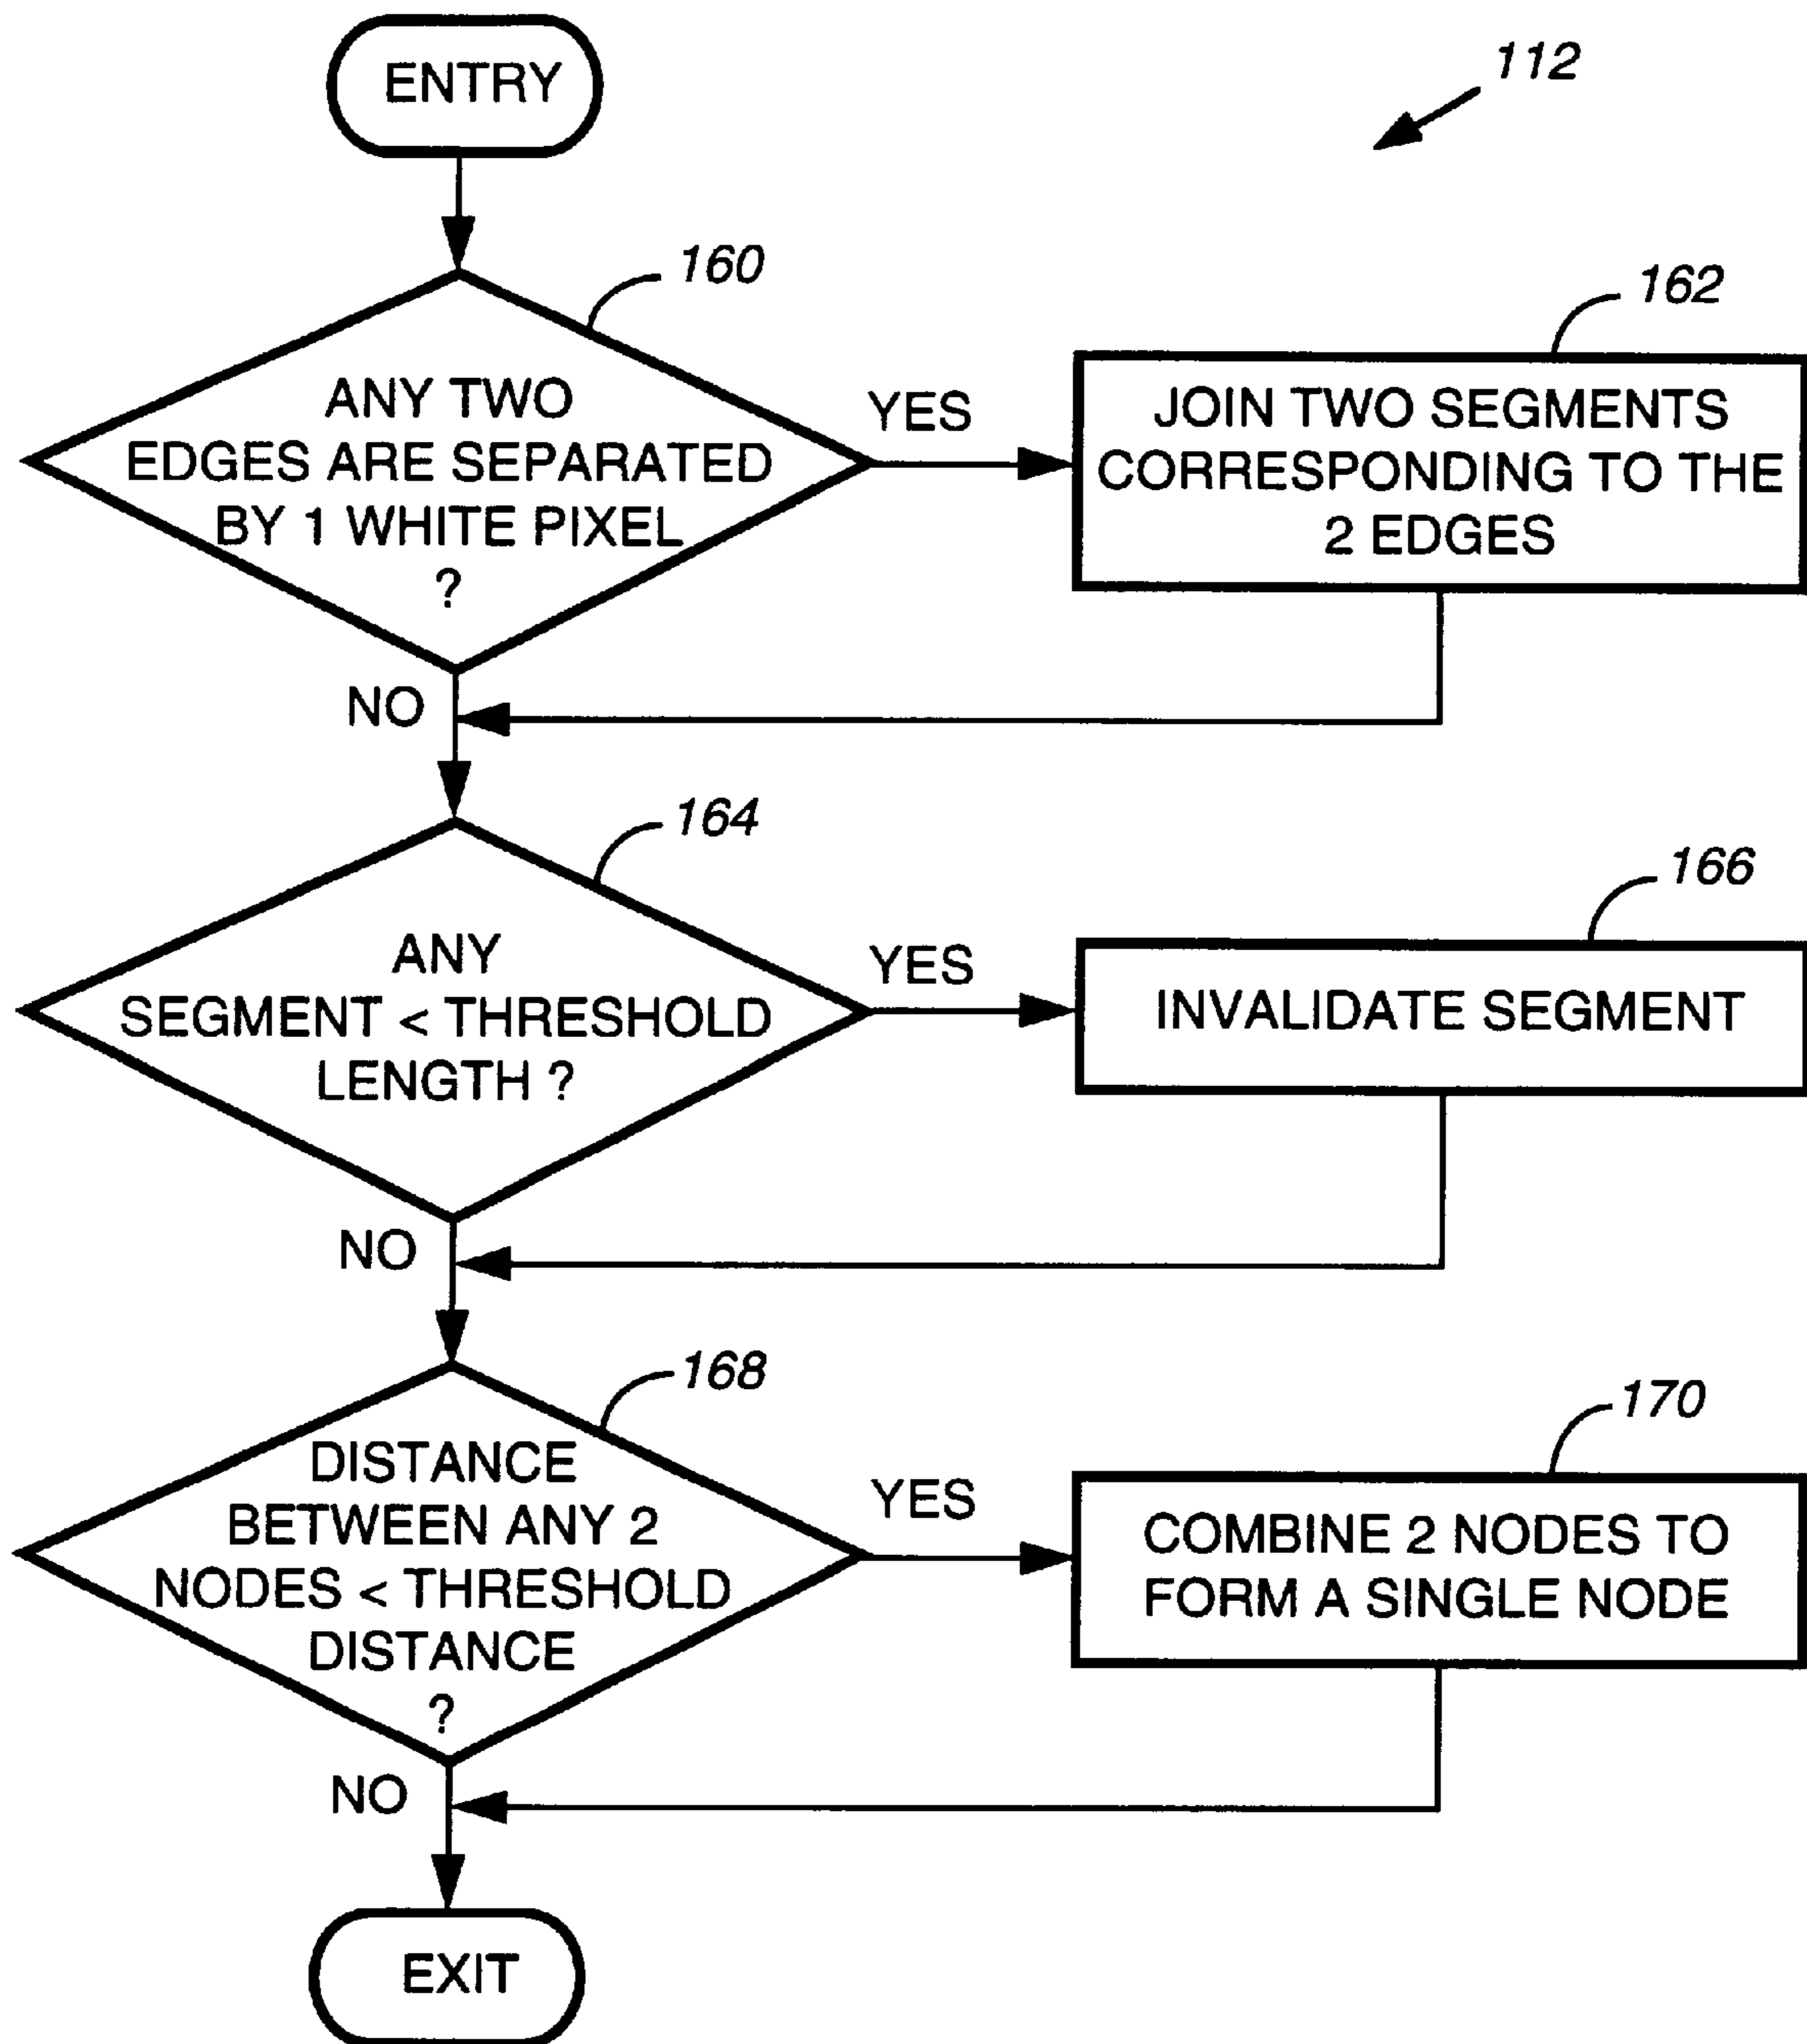 ENTRY
112
160
ANY TWO
EDGES ARE SEPARATED
BY 1 WHITE PIXEL
?
YES
162
JOIN TWO SEGMENTS
CORRESPONDING TO THE
2 EDGES
NO
164
ANY
SEGMENT < THRESHOLD
LENGTH ?
YES
166
INVALIDATE SEGMENT
NO
168
DISTANCE
BETWEEN ANY 2
NODES < THRESHOLD
DISTANCE
?
YES
170
COMBINE 2 NODES TO
FORM A SINGLE NODE
NO
EXIT